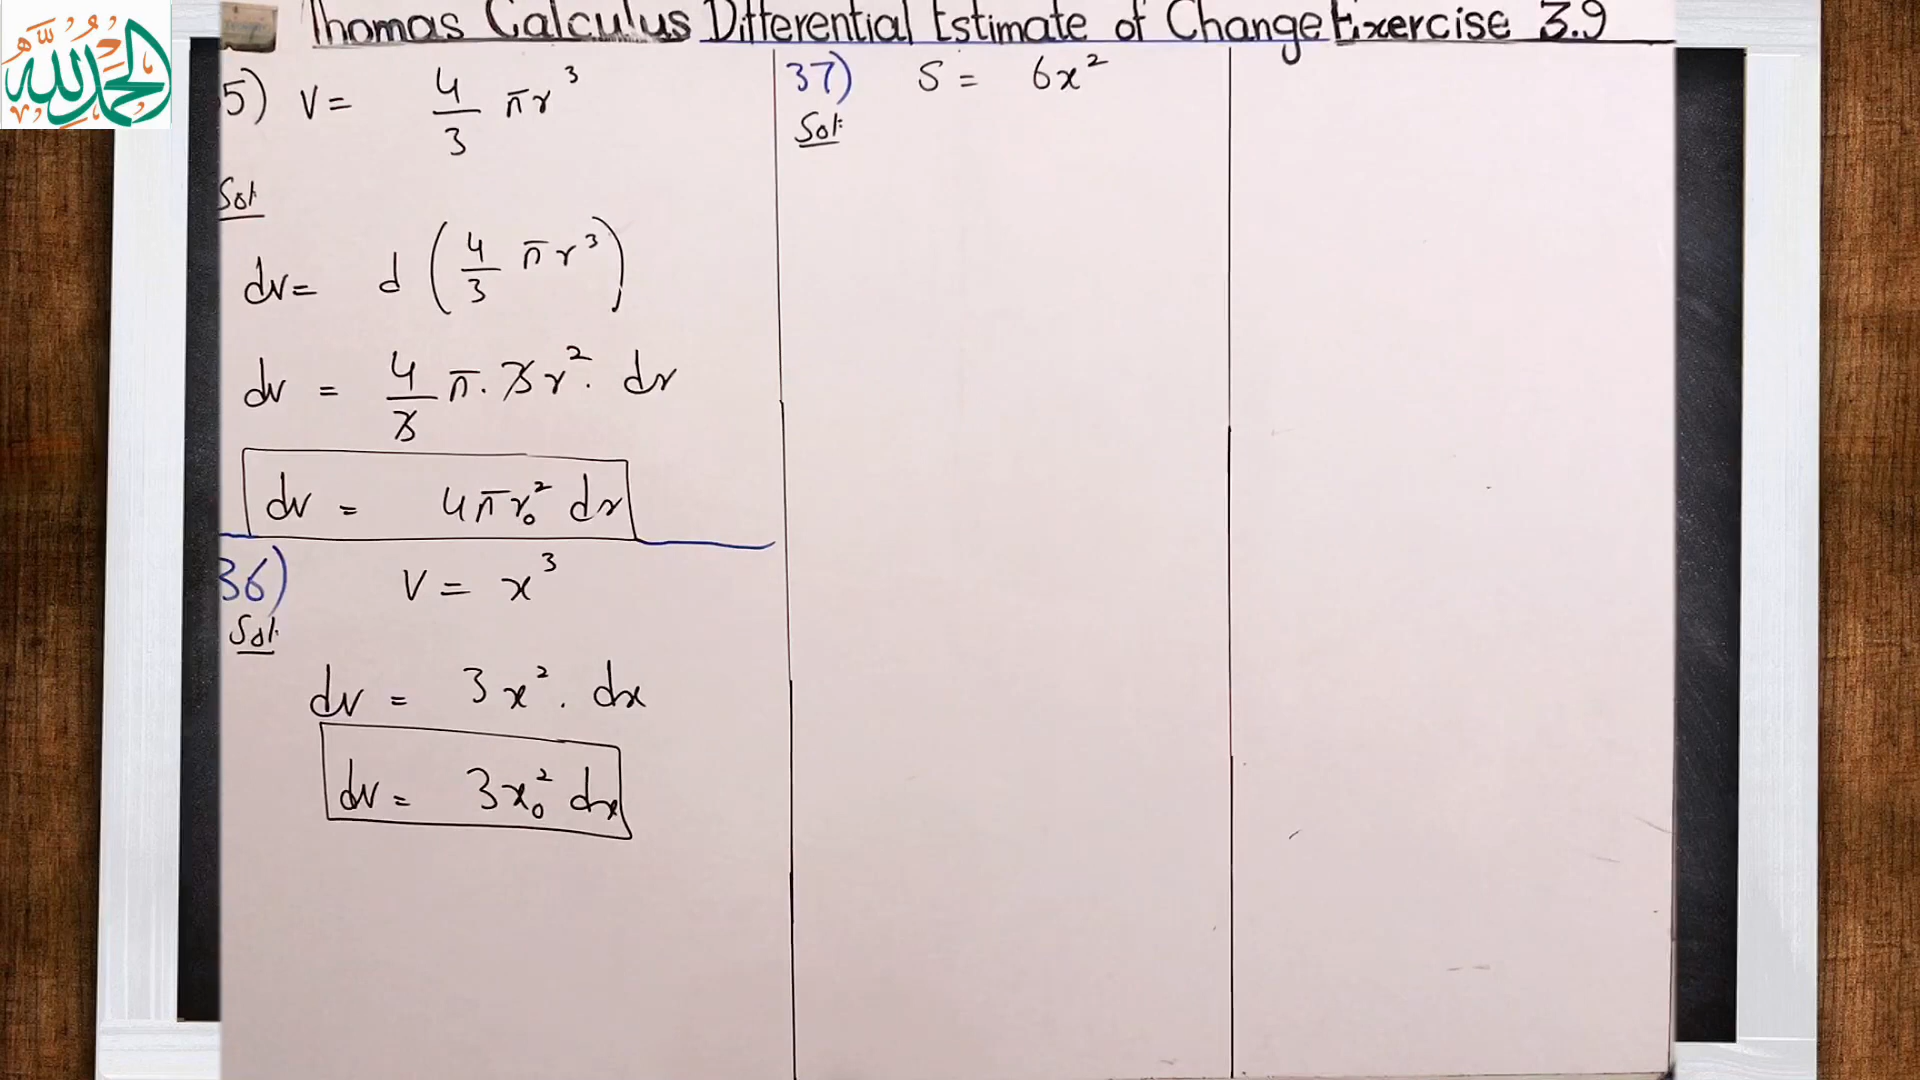 الحمد لله
Thomas Calculus Differential Estimate of Change Exercise 3.9
5) V = 4/3 πr³
Sol:
dv = d (4/3 πr³)
dv = 4/3 π. 3r². dr
dv = 4πr₀² dr
36) V = x³
Sol:
dv = 3x². dx
dv = 3x₀² dx
37) S = 6x²
Sol: